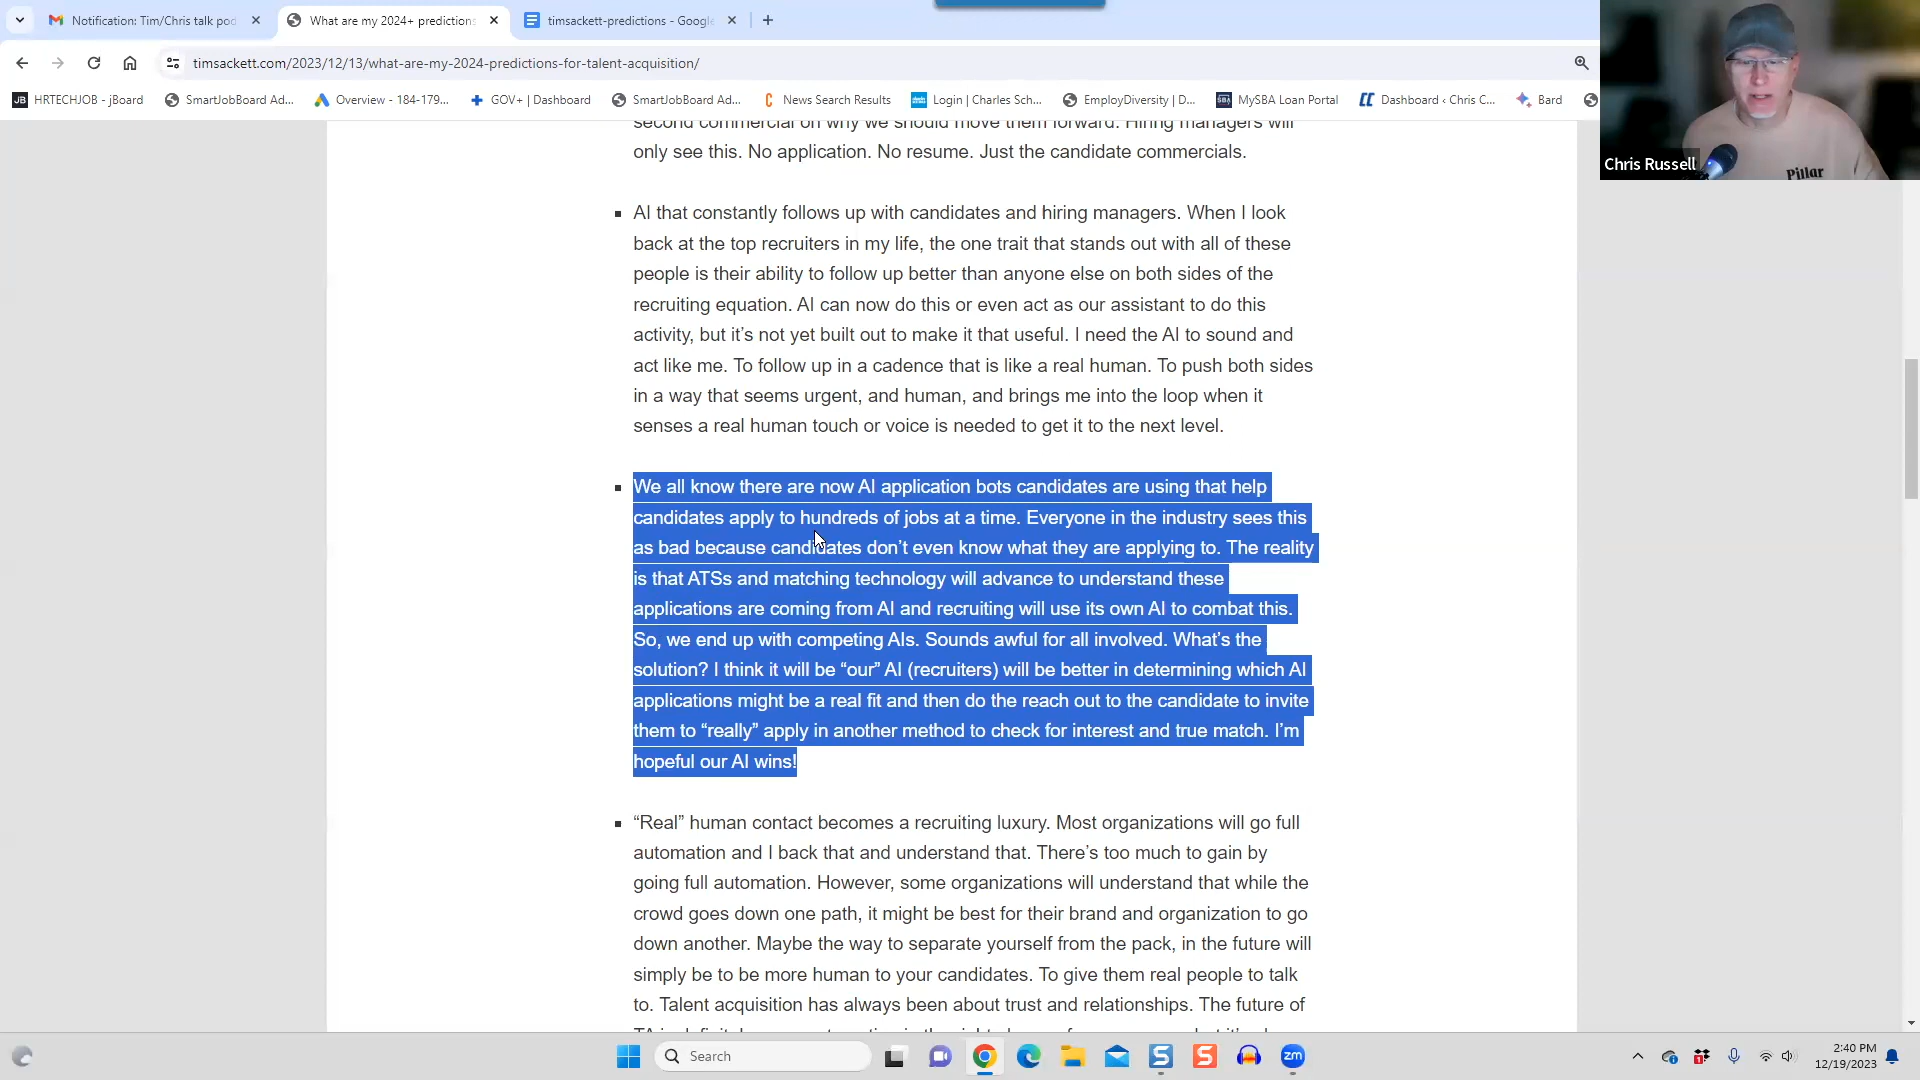 Notification: Tim/Chris talk pod
What are my 2024+ predictions
timsackett-predictions - Google
timsackett.com/2023/12/13/what-are-my-2024-predictions-for-talent-acquisition/
HRTECHJOB - jBoard
SmartJobBoard Ad...
Overview - 184-179...
GOV+ | Dashboard
SmartJobBoard Ad...
News Search Results
Login | Charles Sch...
EmployDiversity | D...
MySBA Loan Portal
Dashboard ‹ Chris C...
Bard
Chris Russell
Pillar
second commercial on why we should move them forward. Hiring managers will
only see this. No application. No resume. Just the candidate commercials.
AI that constantly follows up with candidates and hiring managers. When I look
back at the top recruiters in my life, the one trait that stands out with all of these
people is their ability to follow up better than anyone else on both sides of the
recruiting equation. AI can now do this or even act as our assistant to do this
activity, but it’s not yet built out to make it that useful. I need the AI to sound and
act like me. To follow up in a cadence that is like a real human. To push both sides
in a way that seems urgent, and human, and brings me into the loop when it
senses a real human touch or voice is needed to get it to the next level.
We all know there are now AI application bots candidates are using that help
candidates apply to hundreds of jobs at a time. Everyone in the industry sees this
as bad because candidates don’t even know what they are applying to. The reality
is that ATSs and matching technology will advance to understand these
applications are coming from AI and recruiting will use its own AI to combat this.
So, we end up with competing AIs. Sounds awful for all involved. What’s the
solution? I think it will be “our” AI (recruiters) will be better in determining which AI
applications might be a real fit and then do the reach out to the candidate to invite
them to “really” apply in another method to check for interest and true match. I’m
hopeful our AI wins!
“Real” human contact becomes a recruiting luxury. Most organizations will go full
automation and I back that and understand that. There’s too much to gain by
going full automation. However, some organizations will understand that while the
crowd goes down one path, it might be best for their brand and organization to go
down another. Maybe the way to separate yourself from the pack, in the future will
simply be to be more human to your candidates. To give them real people to talk
to. Talent acquisition has always been about trust and relationships. The future of
Search
zm
2:40 PM
12/19/2023